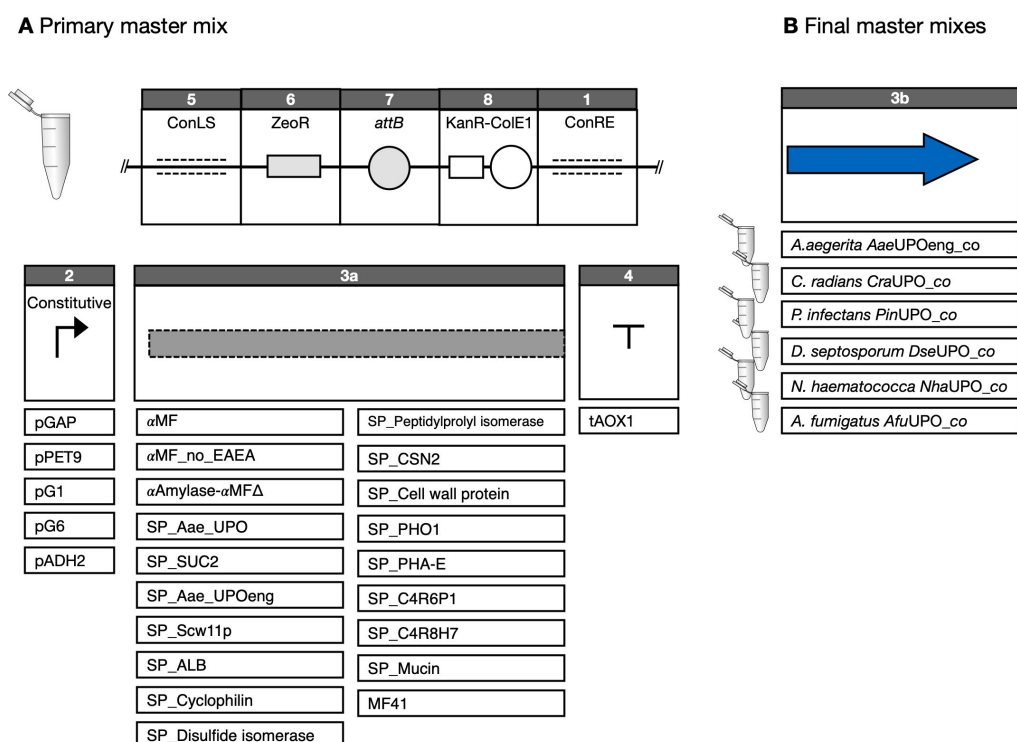 A Primary master mix
B Final master mixes
5 6 7 8 1
ConLS ZeoR attB KanR-ColE1 ConRE
3b
A.aegerita AaeUPOeng_co
C. radians CraUPO_co
P. infectans PinUPO_co
D. septosporum DseUPO_co
N. haematococca NhaUPO_co
A. fumigatus AfuUPO_co
2
Constitutive
pGAP
pPET9
pG1
pG6
pADH2
3a
αMF
αMF_no_EAEA
αAmylase-αMFΔ
SP_Aae_UPO
SP_SUC2
SP_Aae_UPOeng
SP_Scw11p
SP_ALB
SP_Cyclophilin
SP_Disulfide isomerase
SP_Peptidylprolyl isomerase
SP_CSN2
SP_Cell wall protein
SP_PHO1
SP_PHA-E
SP_C4R6P1
SP_C4R8H7
SP_Mucin
MF41
4
tAOX1